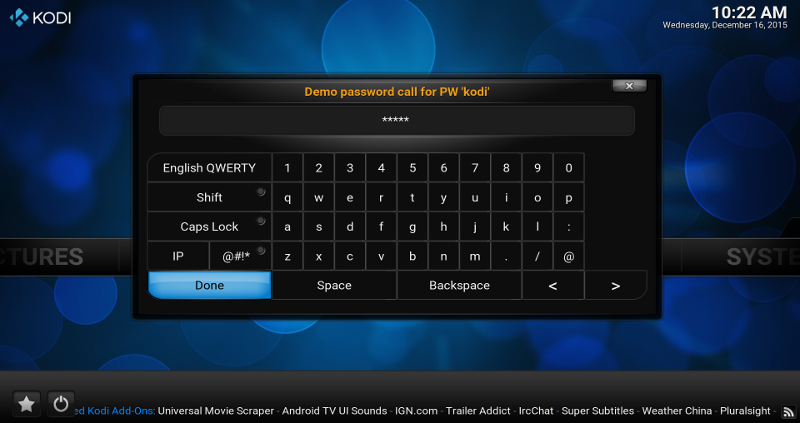 KODI
10:22 AM
Wednesday, December 16, 2015
Demo password call for PW 'kodi'
*****
English QWERTY 1 2 3 4 5 6 7 8 9 0
Shift q w e r t y u i o p
Caps Lock a s d f g h j k l :
IP @#!* z x c v b n m . / @
CTURES SYSTE
Done Space Backspace < >
ed Kodi Add-Ons: Universal Movie Scraper - Android TV UI Sounds - IGN.com - Trailer Addict - IrcChat - Super Subtitles - Weather China - Pluralsight -